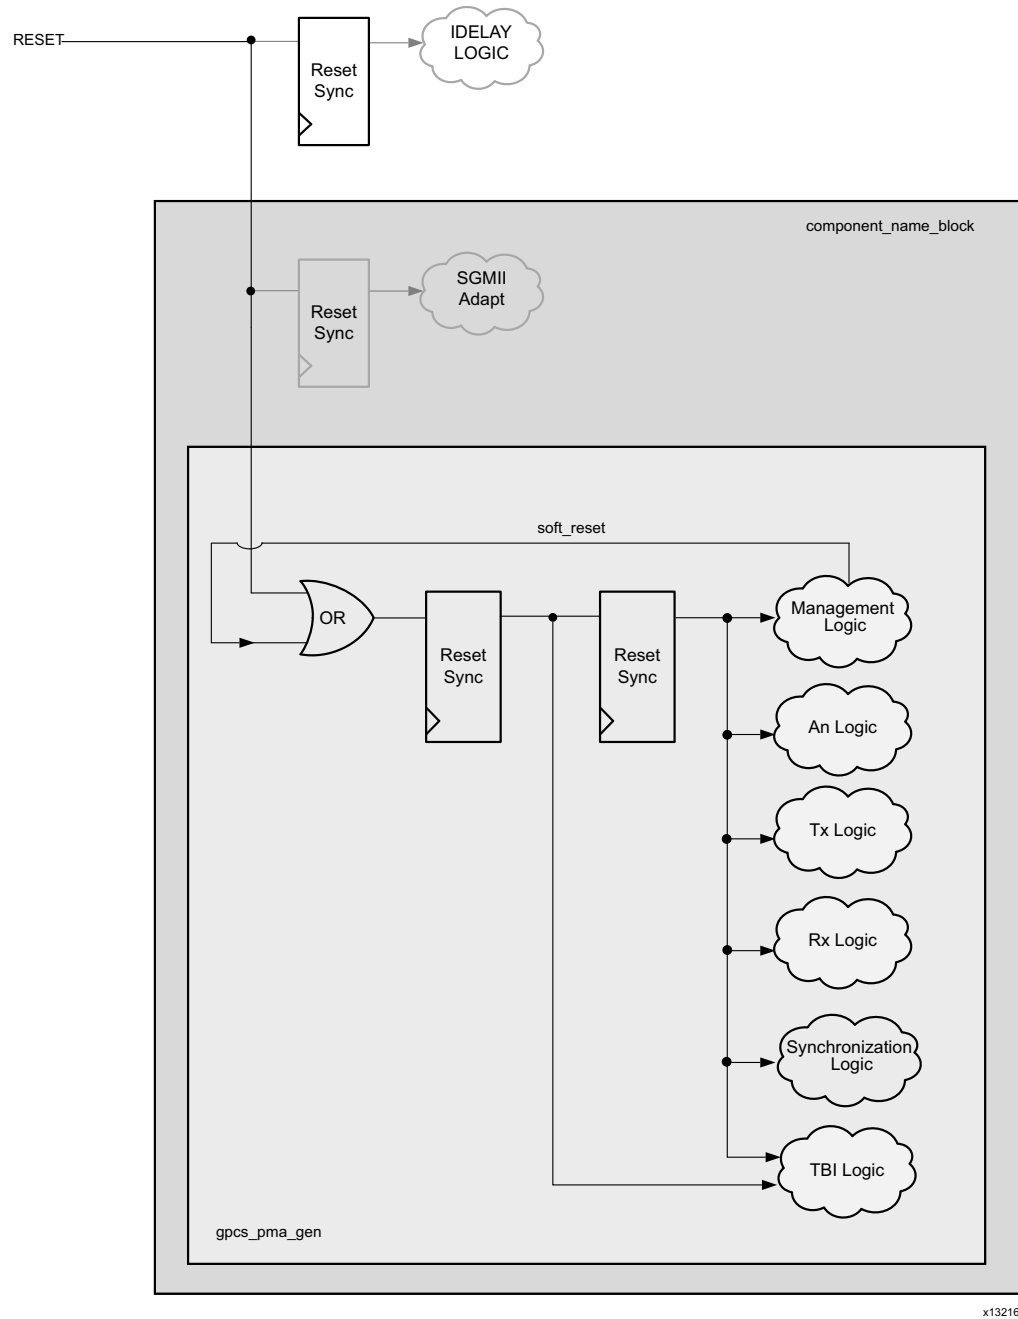 RESET
IDELAY
LOGIC
Reset
Sync
component_name_block
SGMII
Adapt
Reset
Sync
soft_reset
OR
Reset
Sync
Reset
Sync
Management
Logic
An Logic
Tx Logic
Rx Logic
Synchronization
Logic
TBI Logic
gpcs_pma_gen
x13216